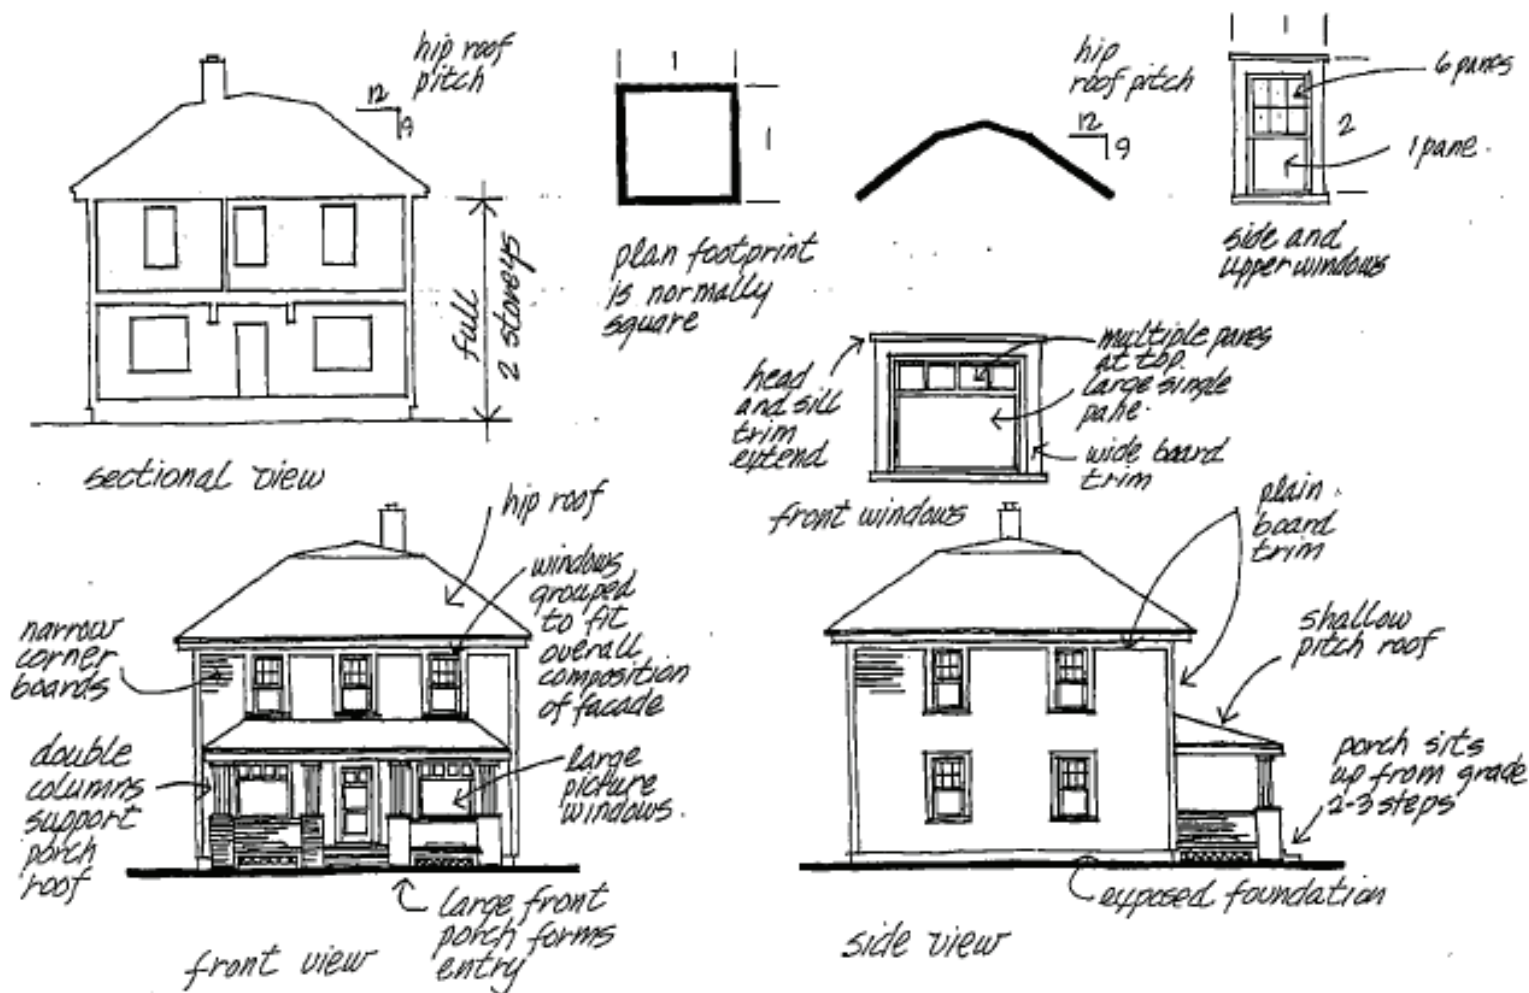 hip roof
pitch
12
9
full
2 storeys
sectional view
1
1
plan footprint
is normally
square
hip
roof pitch
12
9
1
2
6 panes
1 pane.
side and
upper windows
head
and sill
trim
extend
multiple panes
at top.
large single
pane.
wide board
trim
front windows
hip roof
windows
grouped
to fit
overall
composition
of facade
narrow
corner
boards
double
columns
support
porch
roof
large
picture
windows.
large front
porch forms
entry
front view
plain
board
trim
shallow
pitch roof
porch sits
up from grade
2-3 steps
exposed foundation
side view